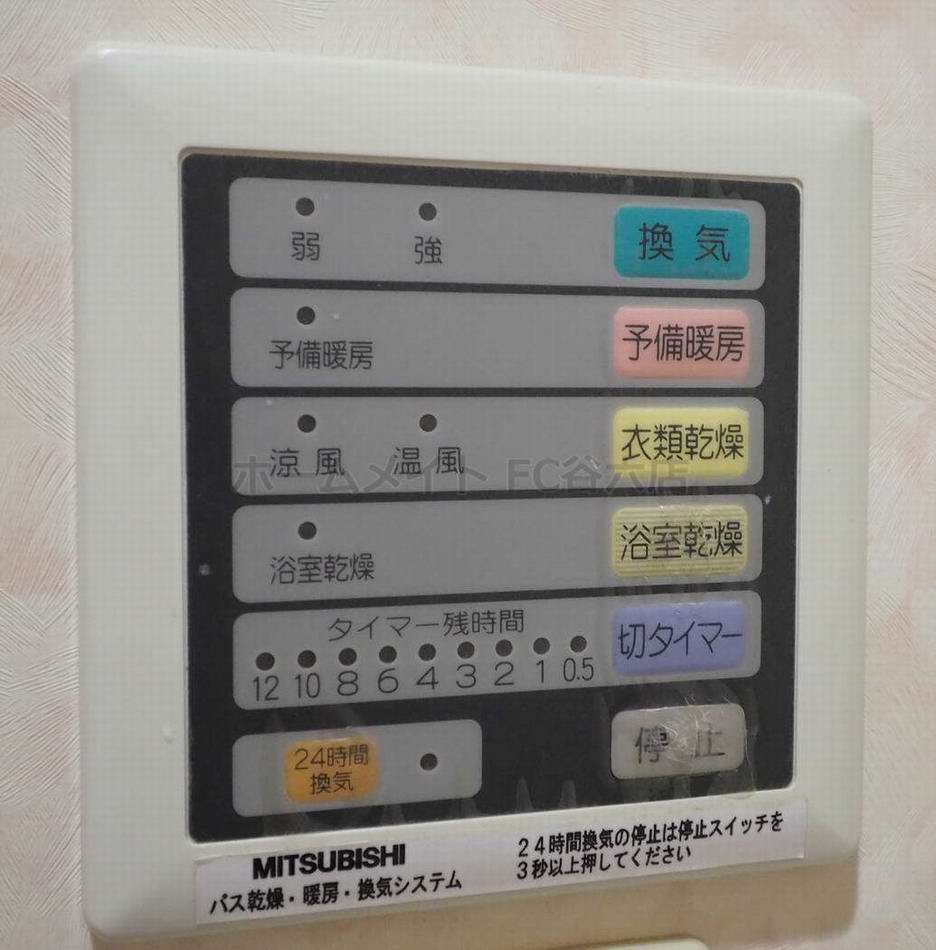 弱 強 換気
予備暖房 予備暖房
涼風 温風 衣類乾燥
ホームメイト FC谷六店
浴室乾燥 浴室乾燥
タイマー残時間 切タイマー
12 10 8 6 4 3 2 1 0.5
24時間
換気
停止
MITSUBISHI
バス乾燥・暖房・換気システム
24時間換気の停止は停止スイッチを
3秒以上押してください